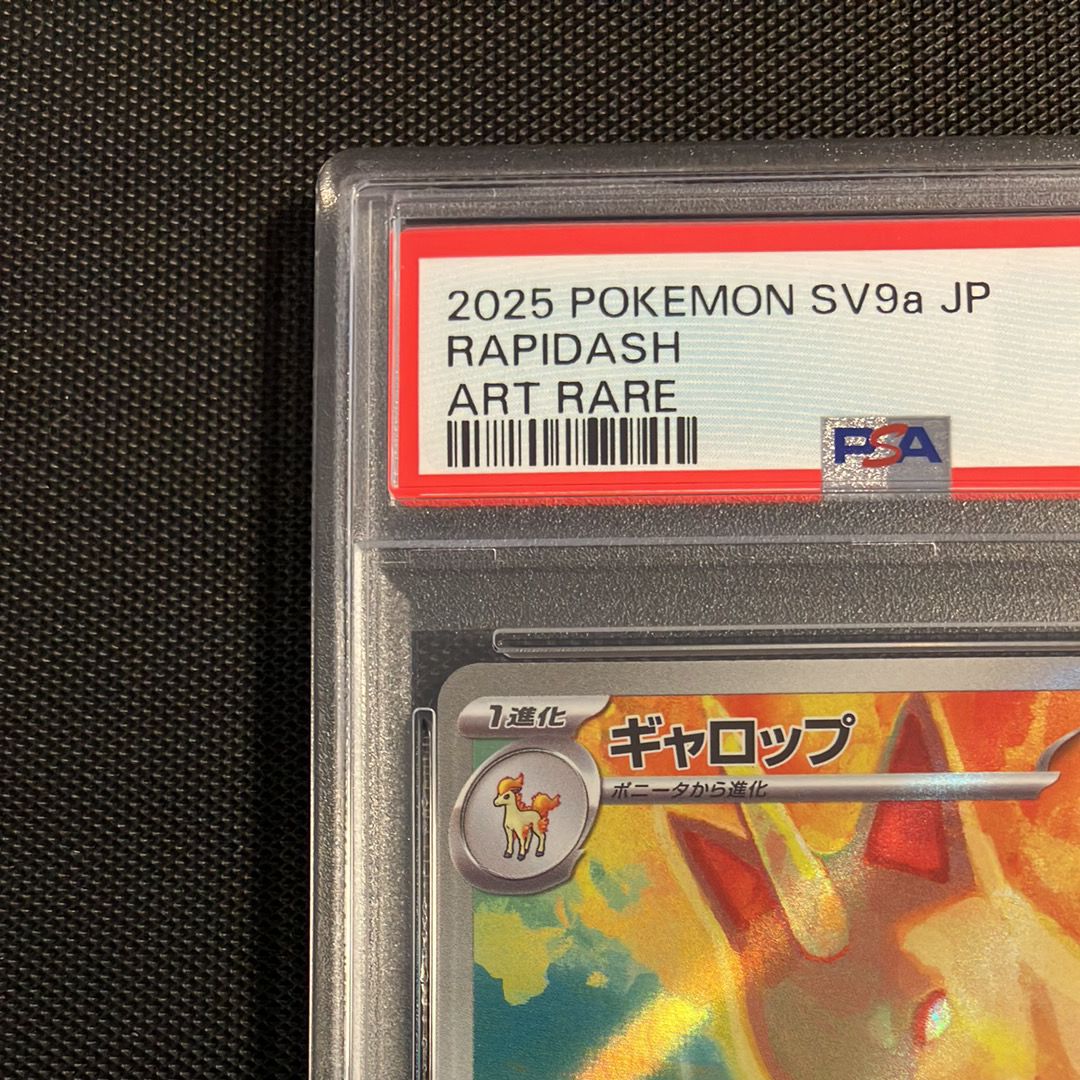 2025 POKEMON SV9a JP
RAPIDASH
ART RARE
PSA
1進化
ギャロップ
ポニータから進化